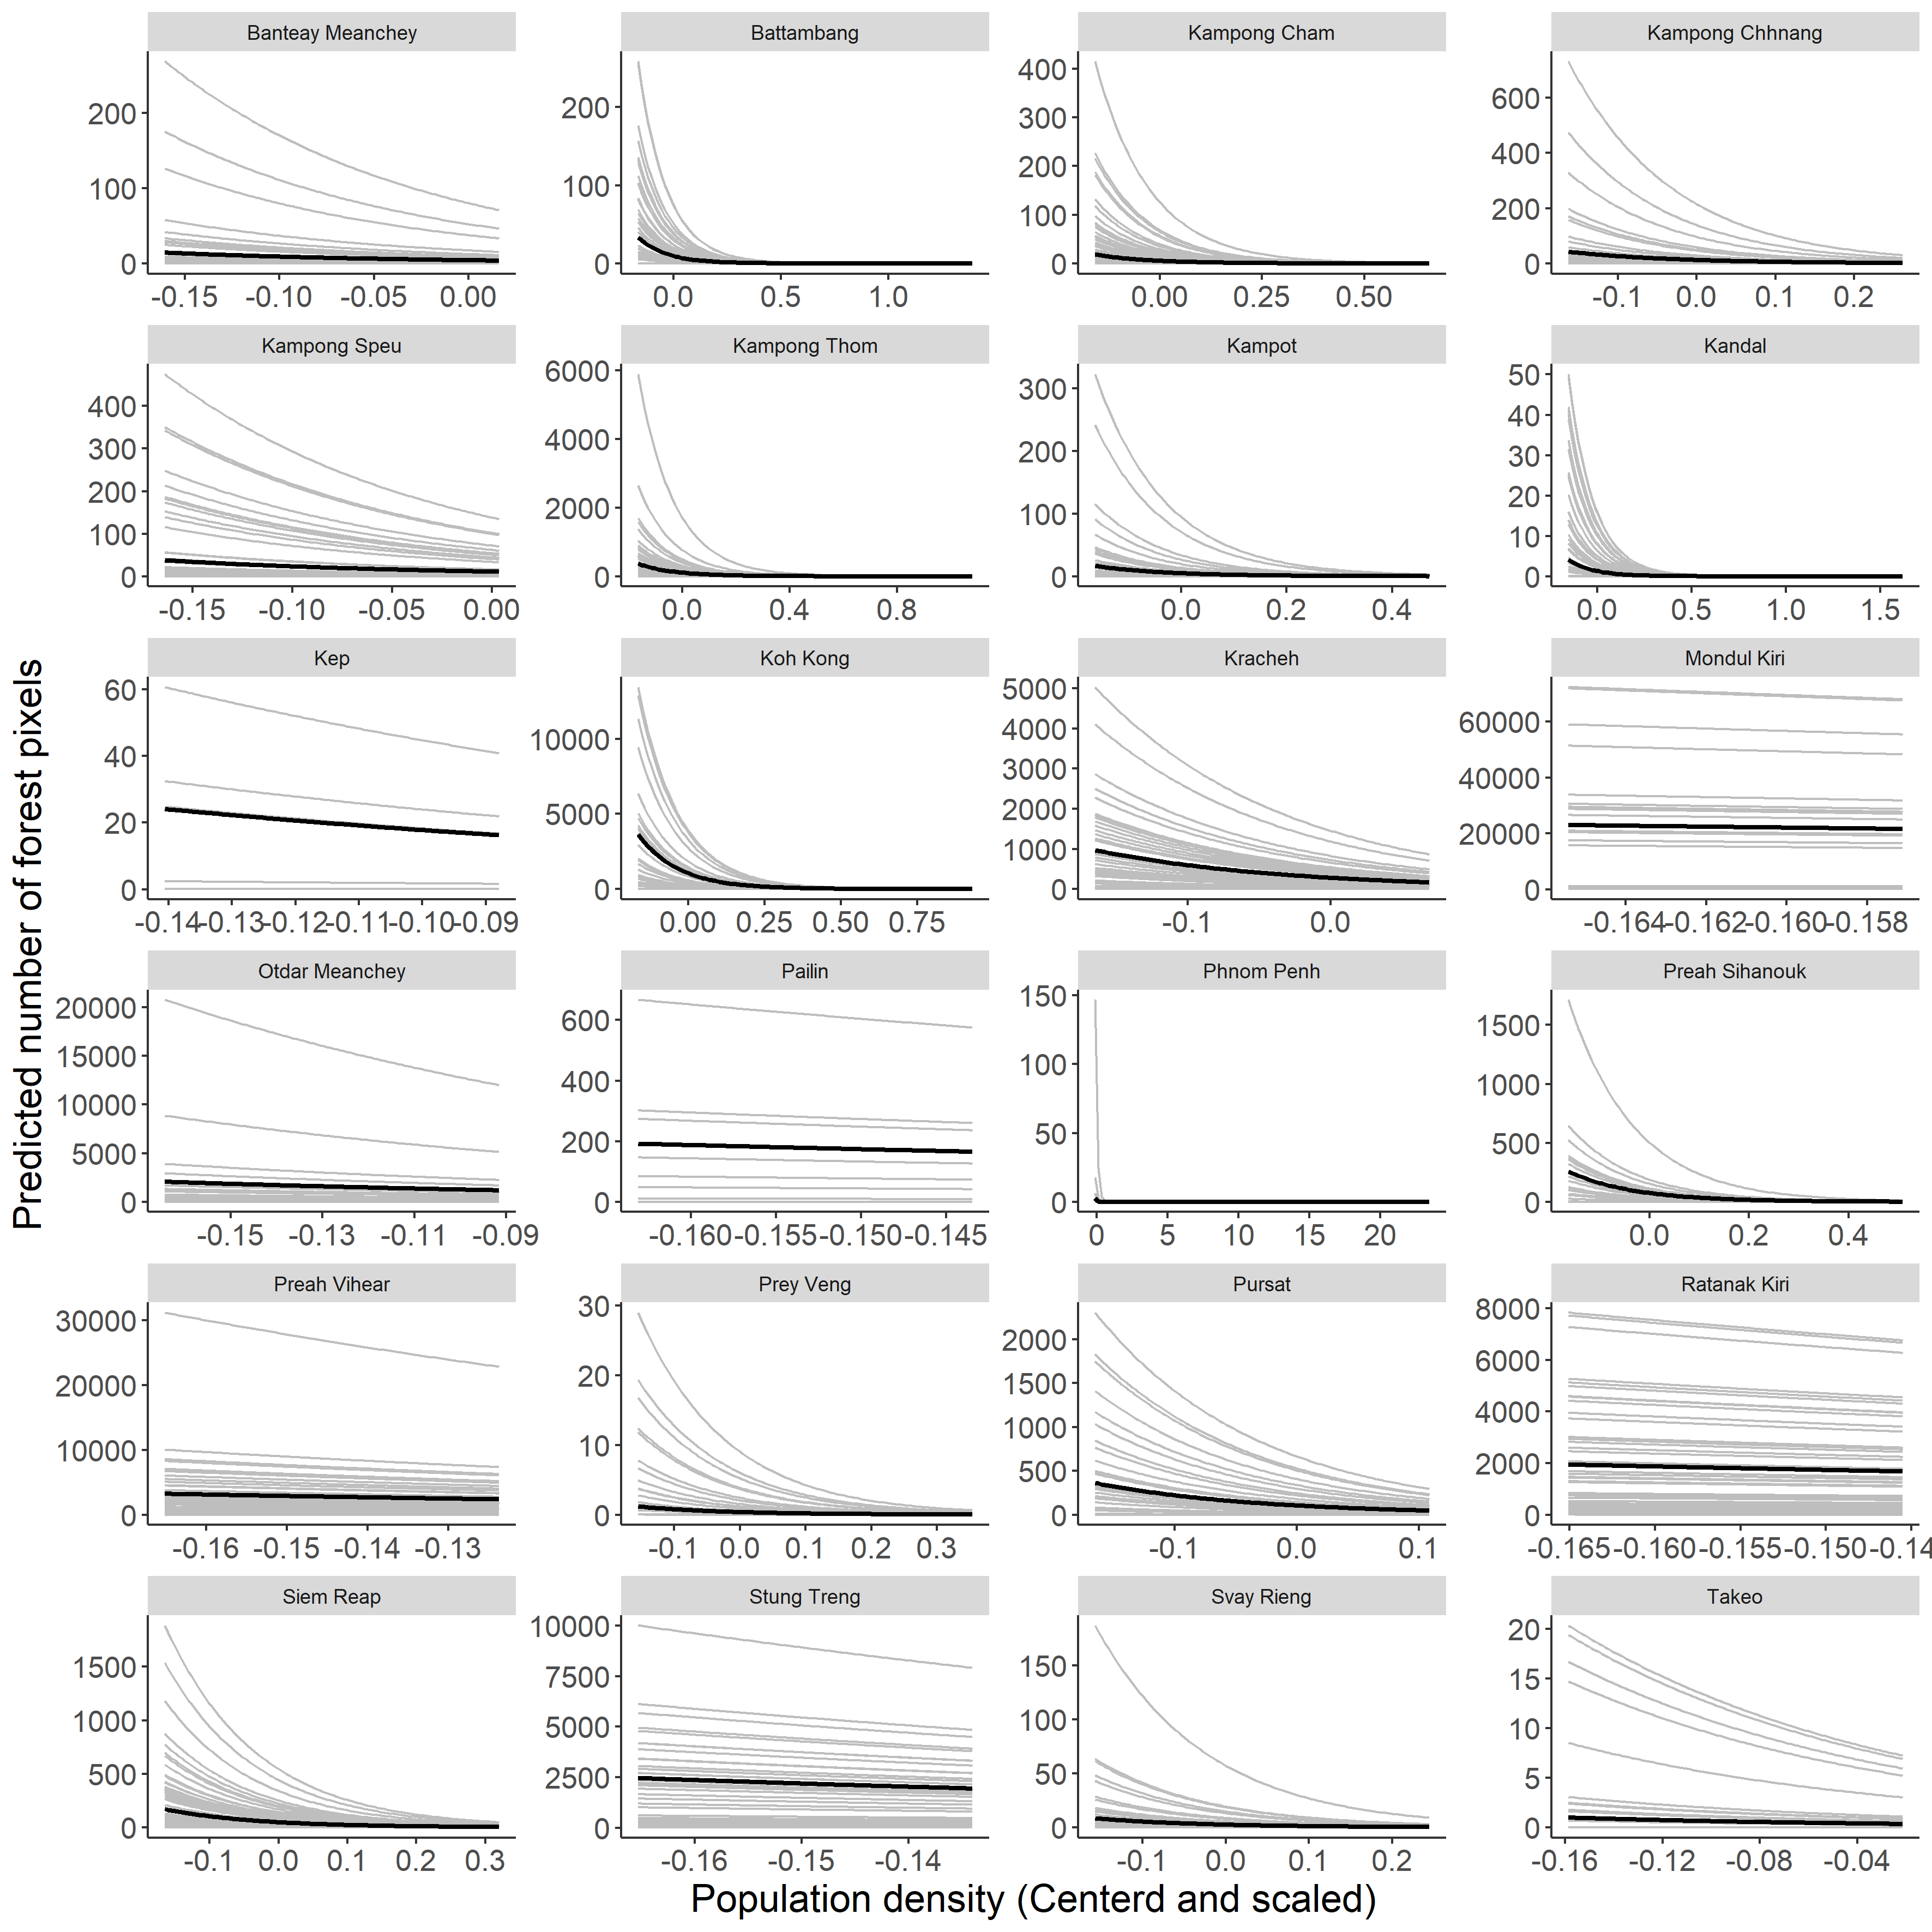 Predicted number of forest pixels
Banteay Meanchey Battambang Kampong Cham Kampong Chhnang
200 100 0
-0.15 -0.10 -0.05 0.00
200 100 0
0.0 0.5 1.0
400 300 200 100 0
0.00 0.25 0.50
600 400 200 0
-0.1 0.0 0.1 0.2
Kampong Speu Kampong Thom Kampot Kandal
400 300 200 100 0
-0.15 -0.10 -0.05 0.00
6000 4000 2000 0
0.0 0.4 0.8
300 200 100 0
0.0 0.2 0.4
50 40 30 20 10 0
0.0 0.5 1.0 1.5
Kep Koh Kong Kracheh Mondul Kiri
60 40 20 0
-0.14 -0.13 -0.12 -0.11 -0.10 -0.09
10000 5000 0
0.00 0.25 0.50 0.75
5000 4000 3000 2000 1000 0
-0.1 0.0
60000 40000 20000 0
-0.164 -0.162 -0.160 -0.158
Otdar Meanchey Pailin Phnom Penh Preah Sihanouk
20000 15000 10000 5000 0
-0.15 -0.13 -0.11 -0.09
600 400 200 0
-0.160 -0.155 -0.150 -0.145
150 100 50 0
0 5 10 15 20
1500 1000 500 0
0.0 0.2 0.4
Preah Vihear Prey Veng Pursat Ratanak Kiri
30000 20000 10000 0
-0.16 -0.15 -0.14 -0.13
30 20 10 0
-0.1 0.0 0.1 0.2 0.3
2000 1500 1000 500 0
-0.1 0.0 0.1
8000 6000 4000 2000 0
-0.165 -0.160 -0.155 -0.150
Siem Reap Stung Treng Svay Rieng Takeo
1500 1000 500 0
-0.1 0.0 0.1 0.2 0.3
10000 7500 5000 2500 0
-0.16 -0.15 -0.14
150 100 50 0
-0.1 0.0 0.1 0.2
20 15 10 5 0
-0.16 -0.12 -0.08 -0.04
Population density (Centerd and scaled)